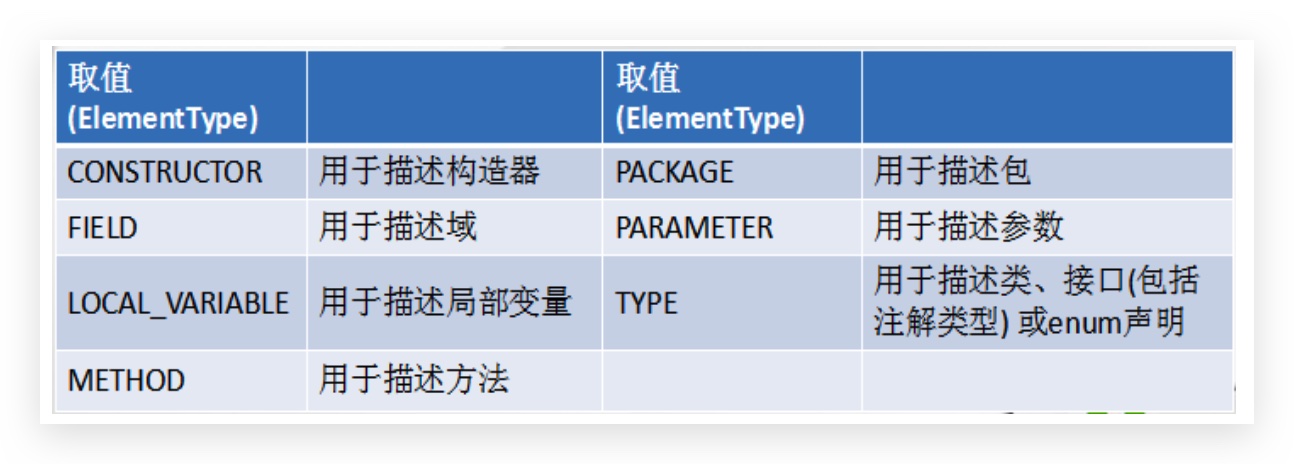 取值 取值
(ElementType) (ElementType)
CONSTRUCTOR 用于描述构造器 PACKAGE 用于描述包
FIELD 用于描述域 PARAMETER 用于描述参数
LOCAL_VARIABLE 用于描述局部变量 TYPE 用于描述类、接口(包括
注解类型) 或enum声明
METHOD 用于描述方法